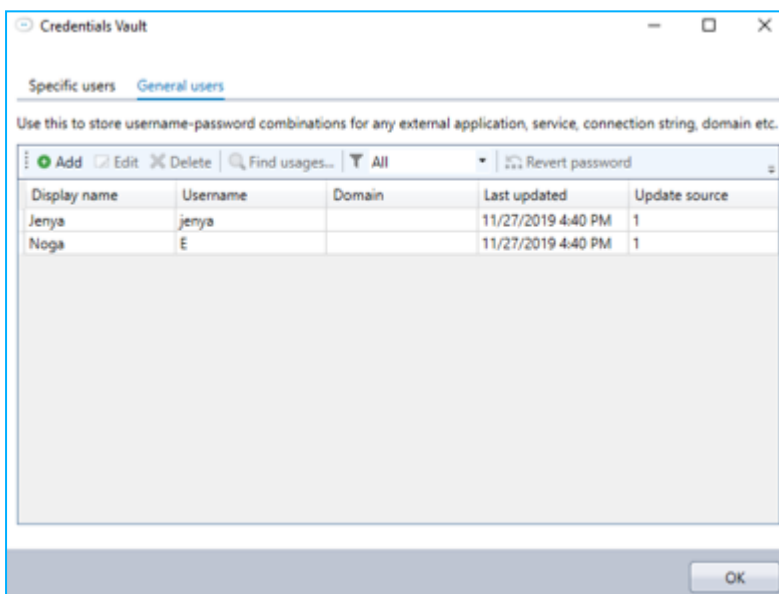 Credentials Vault
Specific users General users
Use this to store username-password combinations for any external application, service, connection string, domain etc.
Add Edit Delete Find usages... All Revert password
Display name Username Domain Last updated Update source
Jenya jenya 11/27/2019 4:40 PM 1
Noga E 11/27/2019 4:40 PM 1
OK